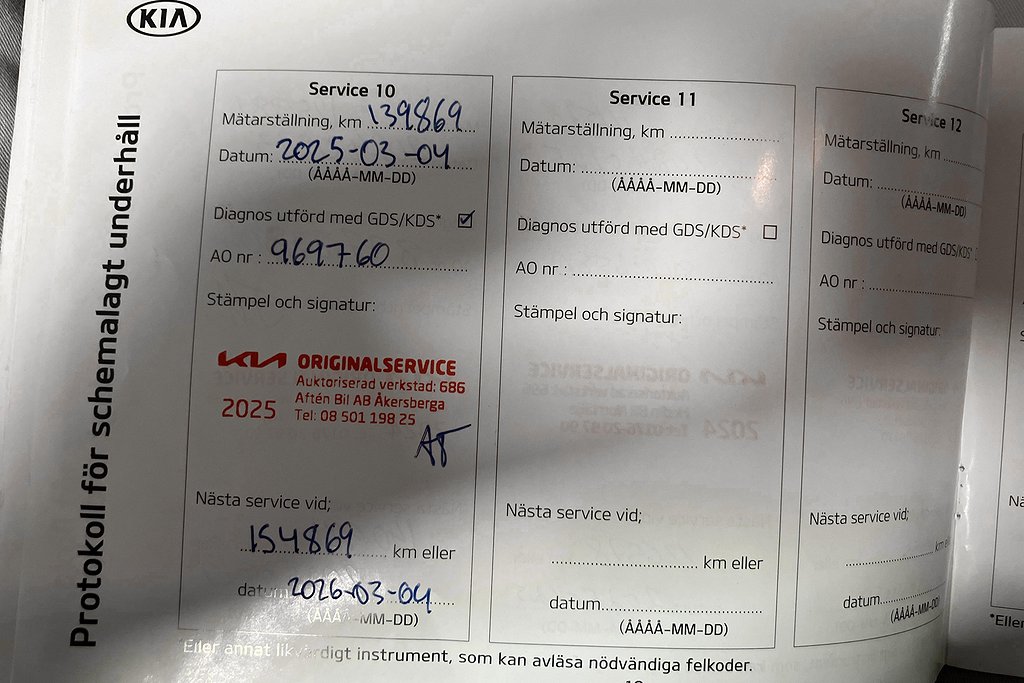 KIA
Protokoll för schemalagt underhåll
Service 10
Mätarställning, km 139869
Datum: 2025-03-04
(ÅÅÅÅ-MM-DD)
Diagnos utförd med GDS/KDS*
AO nr : 969760
Stämpel och signatur:
KIA ORIGINALSERVICE
Auktoriserad verkstad: 686
Aftén Bil AB Åkersberga
2025 Tel: 08 501 198 25
AT
Nästa service vid;
154869 km eller
datum 2026-03-04
(ÅÅÅÅ-MM-DD)
Service 11
Mätarställning, km
Datum:
(ÅÅÅÅ-MM-DD)
Diagnos utförd med GDS/KDS*
AO nr :
Stämpel och signatur:
Nästa service vid;
km eller
datum
(ÅÅÅÅ-MM-DD)
Service 12
Mätarställning, km
Datum:
(ÅÅÅÅ-MM-DD)
Diagnos utförd med GDS/KDS*
AO nr :
Stämpel och signatur:
Nästa service vid;
km
datum
(ÅÅÅÅ-MM-DD)
*Eller annat likvärdigt instrument, som kan avläsa nödvändiga felkoder.
*Eller